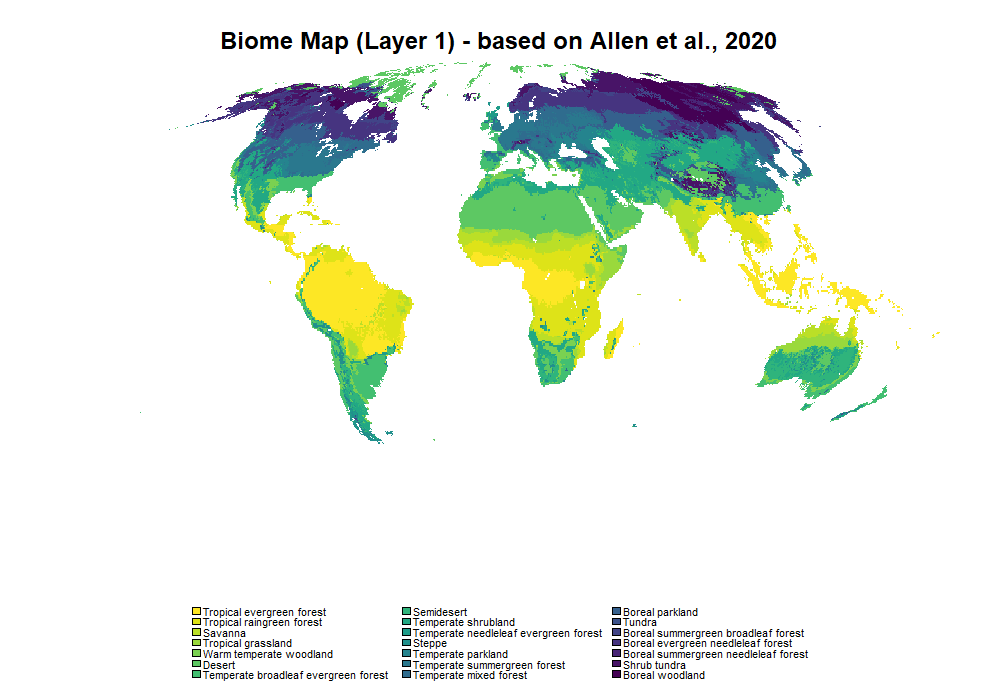 Biome Map (Layer 1) - based on Allen et al., 2020
Tropical evergreen forest
Tropical raingreen forest
Savanna
Tropical grassland
Warm temperate woodland
Desert
Temperate broadleaf evergreen forest
Semidesert
Temperate shrubland
Temperate needleleaf evergreen forest
Steppe
Temperate parkland
Temperate summergreen forest
Temperate mixed forest
Boreal parkland
Tundra
Boreal summergreen broadleaf forest
Boreal evergreen needleleaf forest
Boreal summergreen needleleaf forest
Shrub tundra
Boreal woodland